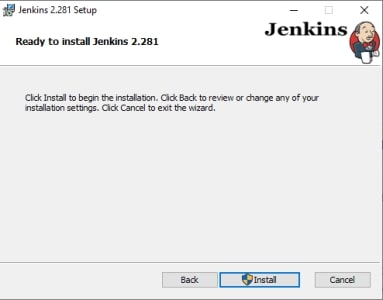 Jenkins 2.281 Setup
Jenkins
Ready to install Jenkins 2.281
Click Install to begin the installation. Click Back to review or change any of your
installation settings. Click Cancel to exit the wizard.
Back
Install
Cancel